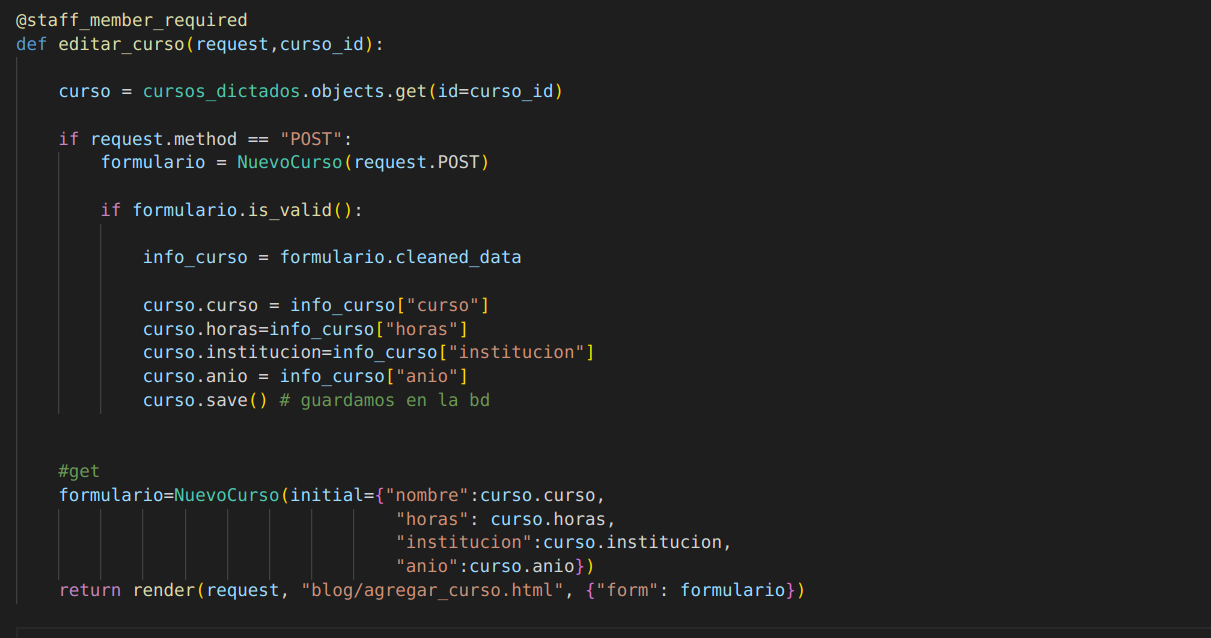 @staff_member_required
def editar_curso(request,curso_id):
curso = cursos_dictados.objects.get(id=curso_id)
if request.method == "POST":
formulario = NuevoCurso(request.POST)
if formulario.is_valid():
info_curso = formulario.cleaned_data
curso.curso = info_curso["curso"]
curso.horas=info_curso["horas"]
curso.institucion=info_curso["institucion"]
curso.anio = info_curso["anio"]
curso.save() # guardamos en la bd
#get
formulario=NuevoCurso(initial={"nombre":curso.curso,
"horas": curso.horas,
"institucion":curso.institucion,
"anio":curso.anio})
return render(request, "blog/agregar_curso.html", {"form": formulario})